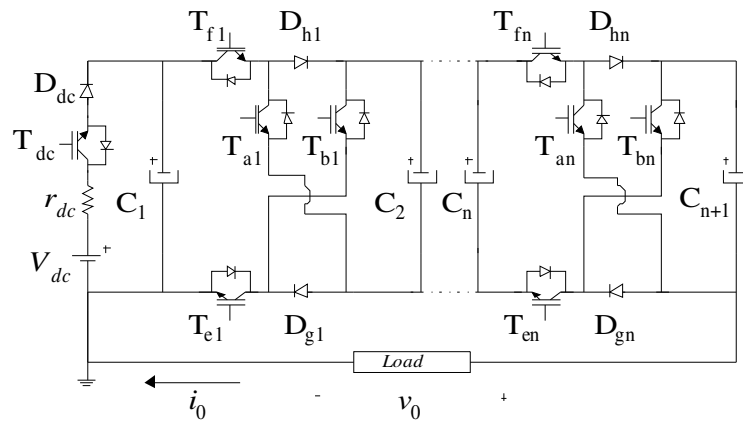 T_f1 D_h1 T_fn D_hn
D_dc
T_dc T_a1 T_b1 T_an T_bn
r_dc C_1 C_2 C_n C_n+1
V_dc +
T_e1 D_g1 T_en D_gn
Load
i_0 - v_0 +